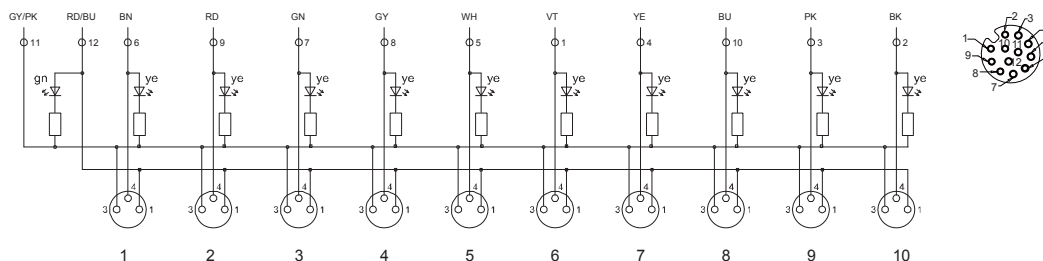 GY/PK RD/BU BN RD GN GY WH VT YE BU PK BK
11 12 6 9 7 8 5 1 4 10 3 2
gn ye ye ye ye ye ye ye ye ye ye
4 4 4 4 4 4 4 4 4 4
3 1 3 1 3 1 3 1 3 1 3 1 3 1 3 1 3 1 3 1
1 2 3 4 5 6 7 8 9 10
2 3
1 10 11
9 12
8
7